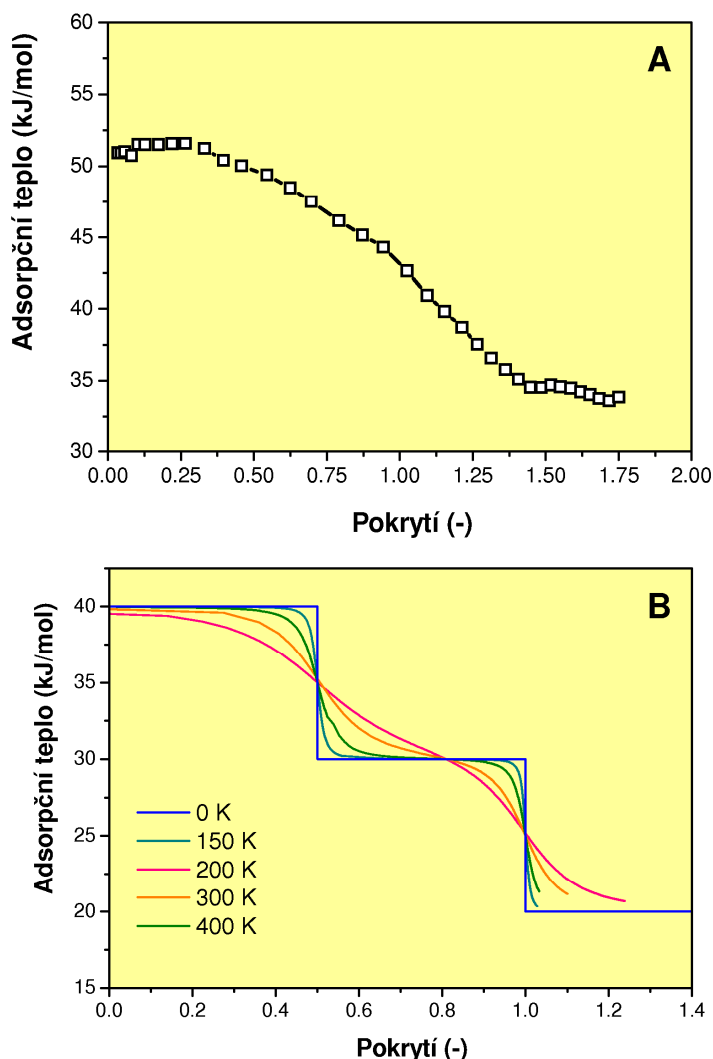 60
50
40
30
0.00 0.25 0.50 0.75 1.00 1.25 1.50 1.75 2.00
Adsorpční teplo (kJ/mol)
A
Pokrytí (-)
40
35
30
25
20
15
0.0 0.2 0.4 0.6 0.8 1.0 1.2 1.4
Adsorpční teplo (kJ/mol)
B
0 K
150 K
200 K
300 K
400 K
Pokrytí (-)